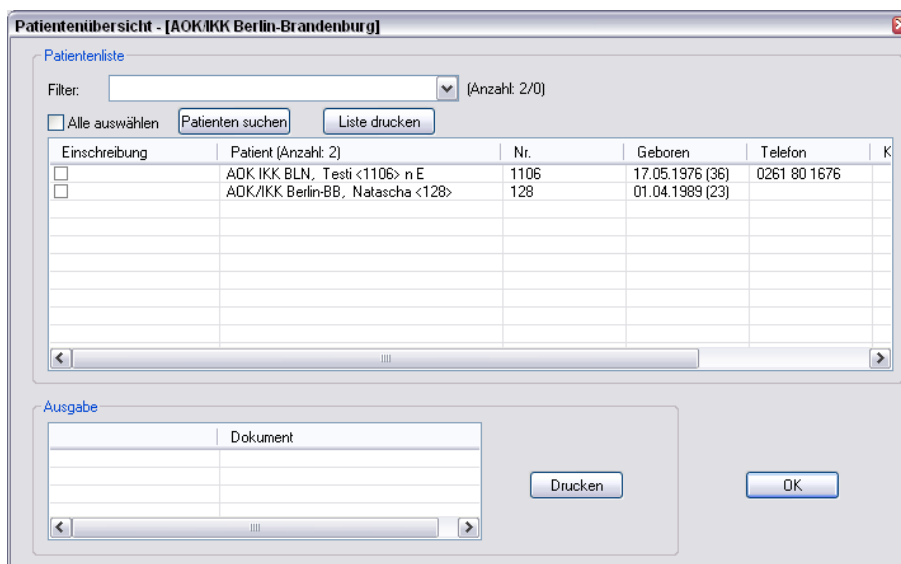 Patientenübersicht - [AOK/IKK Berlin-Brandenburg]
Patientenliste
Filter: (Anzahl: 2/0)
Alle auswählen Patienten suchen Liste drucken
Einschreibung Patient (Anzahl: 2) Nr. Geboren Telefon K
AOK IKK BLN, Testi <1106> n E 1106 17.05.1976 (36) 0261 80 1676
AOK/IKK Berlin-BB, Natascha <128> 128 01.04.1989 (23)
Ausgabe
Dokument
Drucken OK